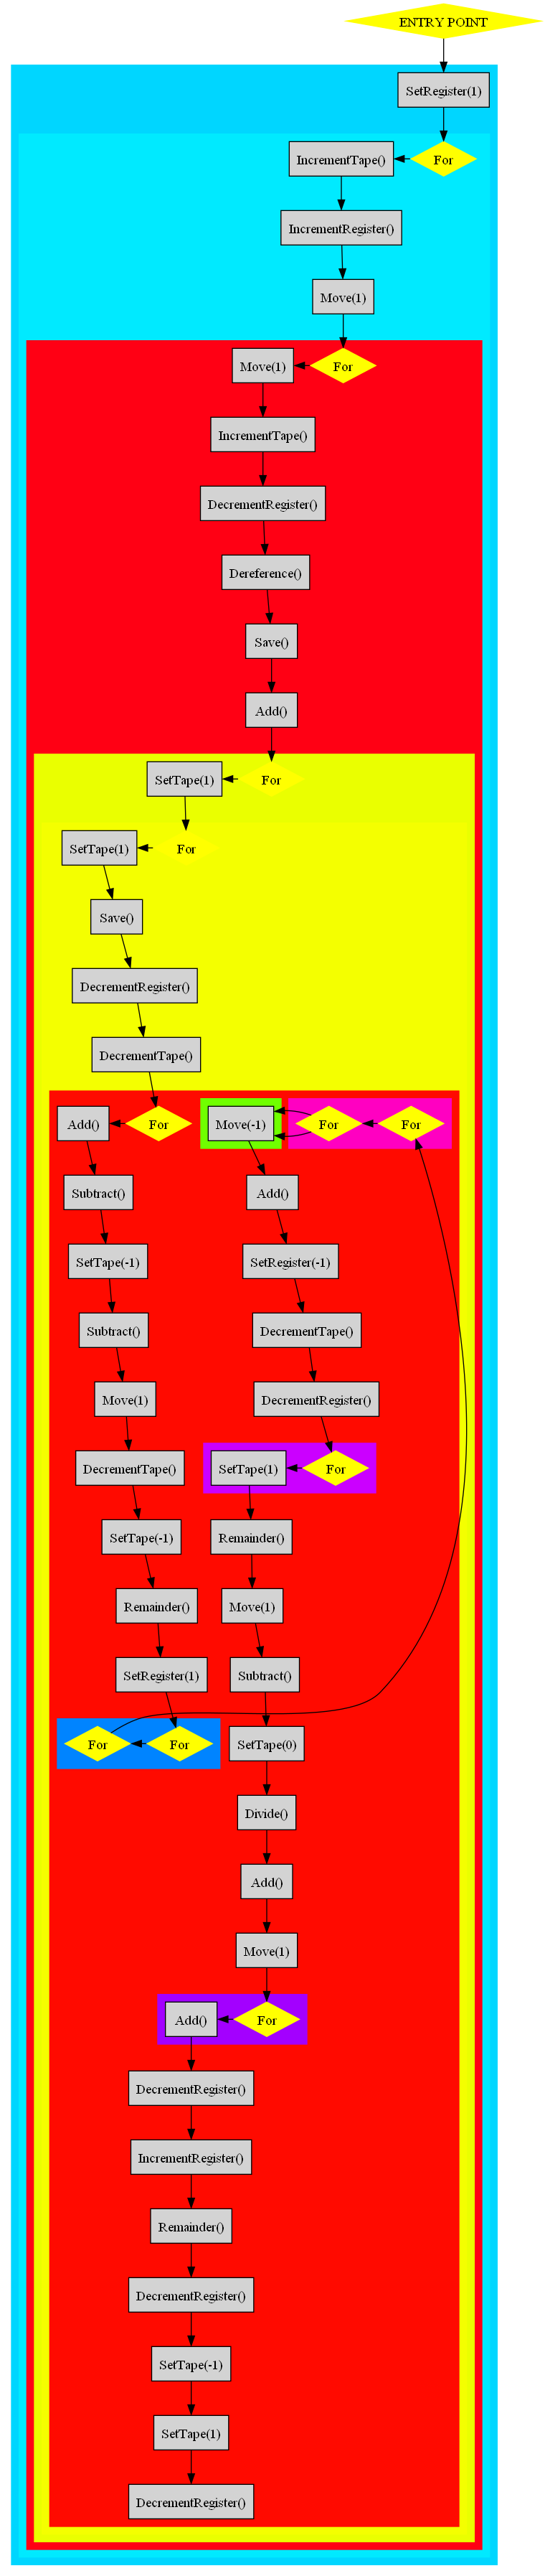 ENTRY POINT
SetRegister(1)
IncrementTape()
For
IncrementRegister()
Move(1)
Move(1)
For
IncrementTape()
DecrementRegister()
Dereference()
Save()
Add()
SetTape(1)
For
SetTape(1)
For
Save()
DecrementRegister()
DecrementTape()
Add()
For
Move(-1)
For
For
Subtract()
Add()
SetTape(-1)
SetRegister(-1)
Subtract()
DecrementTape()
Move(1)
DecrementRegister()
DecrementTape()
SetTape(1)
For
SetTape(-1)
Remainder()
Remainder()
Move(1)
SetRegister(1)
Subtract()
For
For
SetTape(0)
Divide()
Add()
Move(1)
Add()
For
DecrementRegister()
IncrementRegister()
Remainder()
DecrementRegister()
SetTape(-1)
SetTape(1)
DecrementRegister()